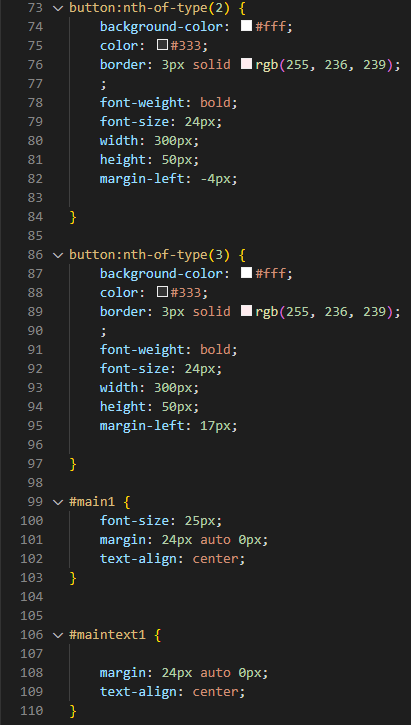 73 button:nth-of-type(2) {
74 background-color: #fff;
75 color: #333;
76 border: 3px solid rgb(255, 236, 239);
77 ;
78 font-weight: bold;
79 font-size: 24px;
80 width: 300px;
81 height: 50px;
82 margin-left: -4px;
83
84 }
85
86 button:nth-of-type(3) {
87 background-color: #fff;
88 color: #333;
89 border: 3px solid rgb(255, 236, 239);
90 ;
91 font-weight: bold;
92 font-size: 24px;
93 width: 300px;
94 height: 50px;
95 margin-left: 17px;
96
97 }
98
99 #main1 {
100 font-size: 25px;
101 margin: 24px auto 0px;
102 text-align: center;
103 }
104
105
106 #maintext1 {
107
108 margin: 24px auto 0px;
109 text-align: center;
110 }